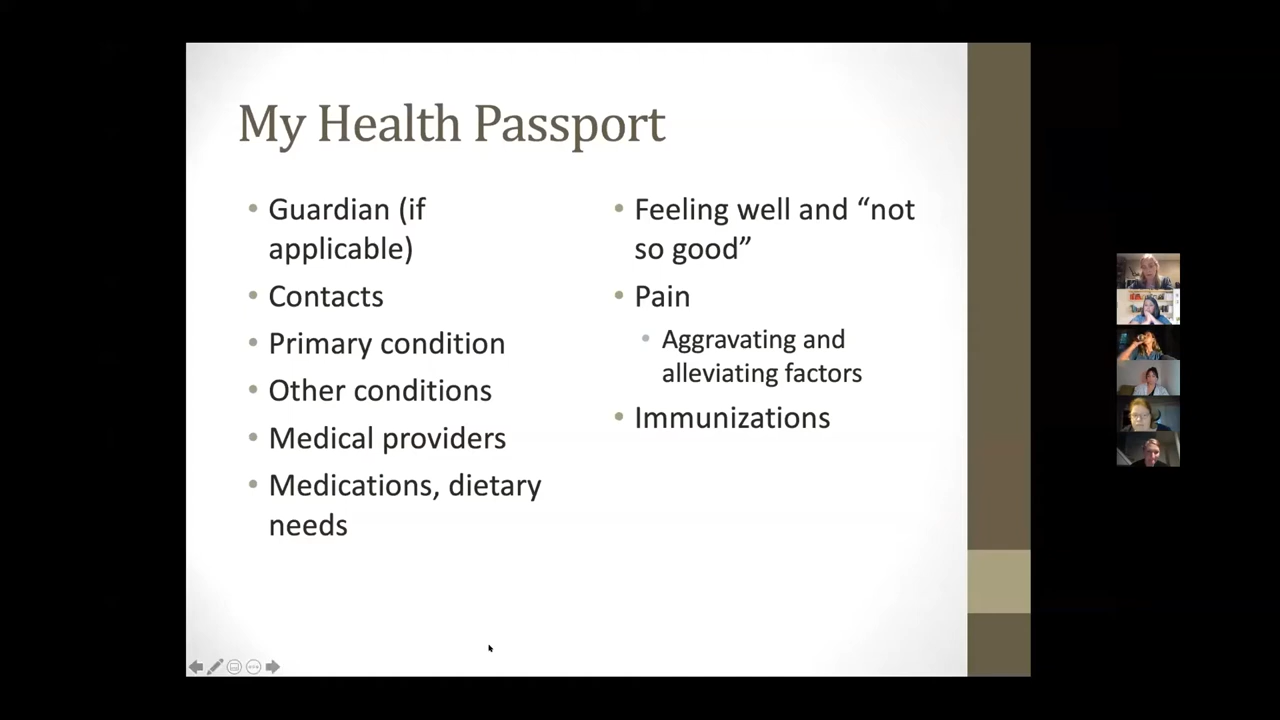 My Health Passport
• Guardian (if
applicable)
• Contacts
• Primary condition
• Other conditions
• Medical providers
• Medications, dietary
needs
• Feeling well and “not
so good”
• Pain
• Aggravating and
alleviating factors
• Immunizations